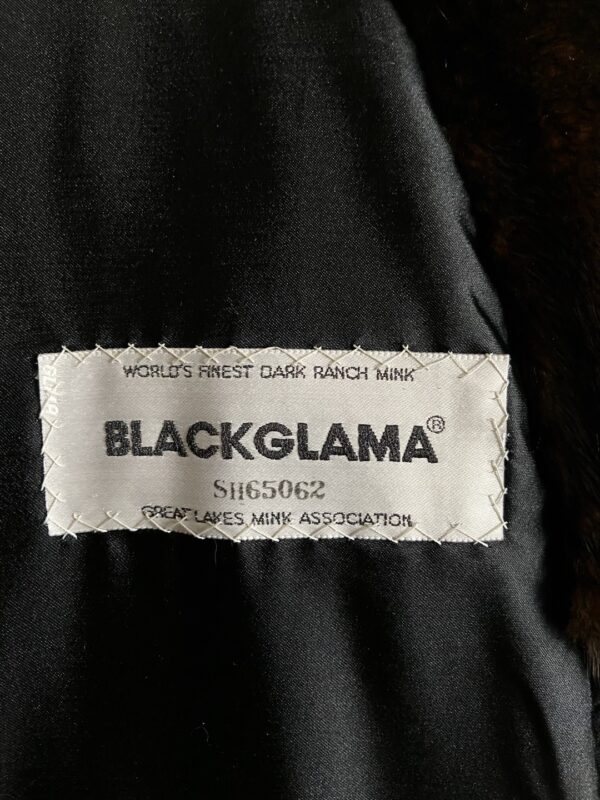 WORLD'S FINEST DARK RANCH MINK
BLACKGLAMA®
SH65062
GREAT LAKES MINK ASSOCIATION